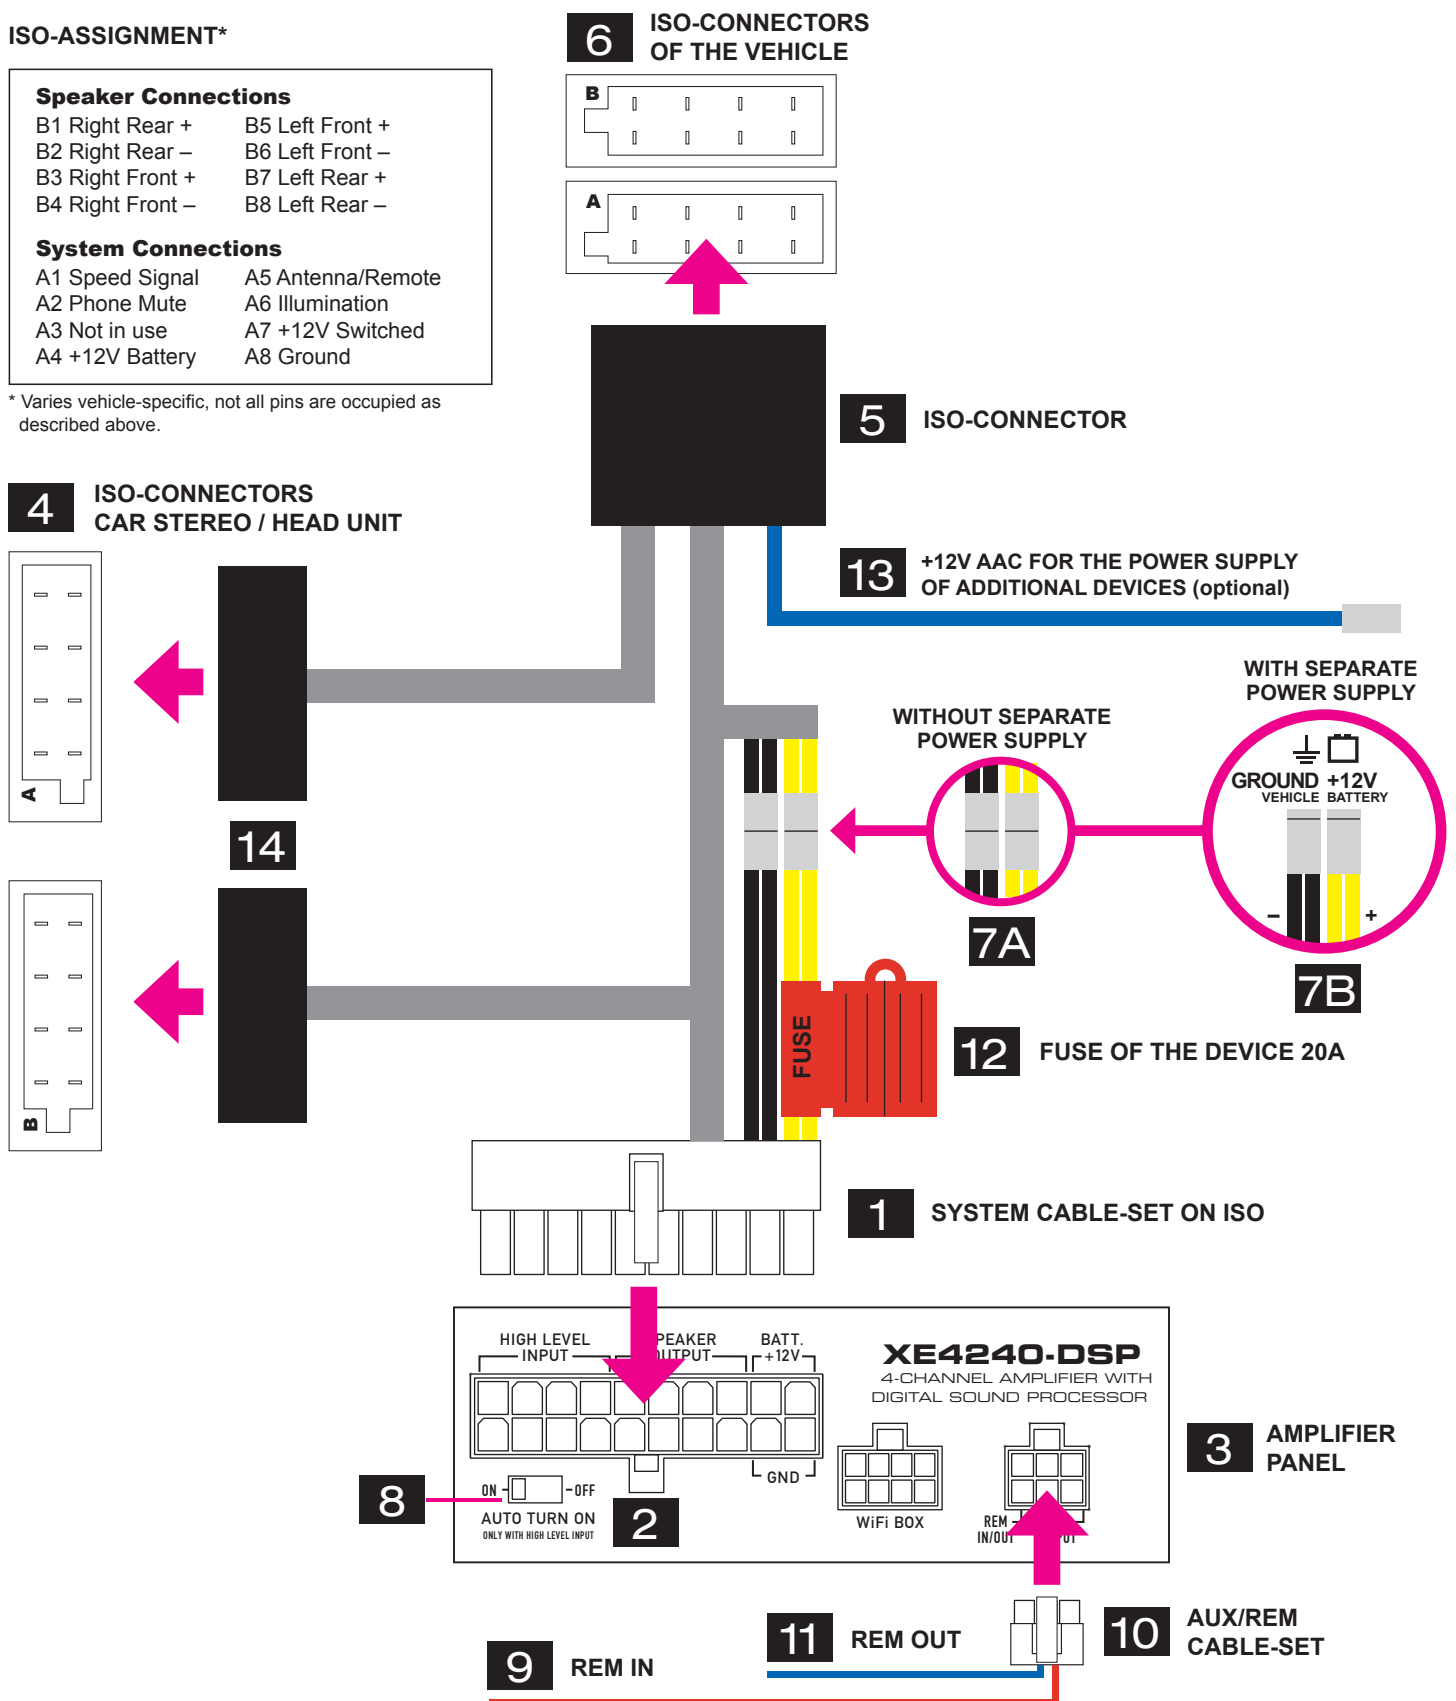 ISO-ASSIGNMENT*
Speaker Connections
B1 Right Rear + B5 Left Front +
B2 Right Rear – B6 Left Front –
B3 Right Front + B7 Left Rear +
B4 Right Front – B8 Left Rear –
System Connections
A1 Speed Signal A5 Antenna/Remote
A2 Phone Mute A6 Illumination
A3 Not in use A7 +12V Switched
A4 +12V Battery A8 Ground
* Varies vehicle-specific, not all pins are occupied as
described above.
6 ISO-CONNECTORS
OF THE VEHICLE
B
A
5 ISO-CONNECTOR
4 ISO-CONNECTORS
CAR STEREO / HEAD UNIT
13 +12V AAC FOR THE POWER SUPPLY
OF ADDITIONAL DEVICES (optional)
A
14
B
WITHOUT SEPARATE
POWER SUPPLY
7A
WITH SEPARATE
POWER SUPPLY
GROUND +12V
VEHICLE BATTERY
– +
7B
FUSE
12 FUSE OF THE DEVICE 20A
1 SYSTEM CABLE-SET ON ISO
HIGH LEVEL
INPUT
BATT.
+12V
GND
XE4240-DSP
4-CHANNEL AMPLIFIER WITH
DIGITAL SOUND PROCESSOR
3 AMPLIFIER
PANEL
8
ON OFF
AUTO TURN ON
ONLY WITH HIGH LEVEL INPUT
2
WiFi BOX
REM
IN/OUT
11 REM OUT
10 AUX/REM
CABLE-SET
9 REM IN